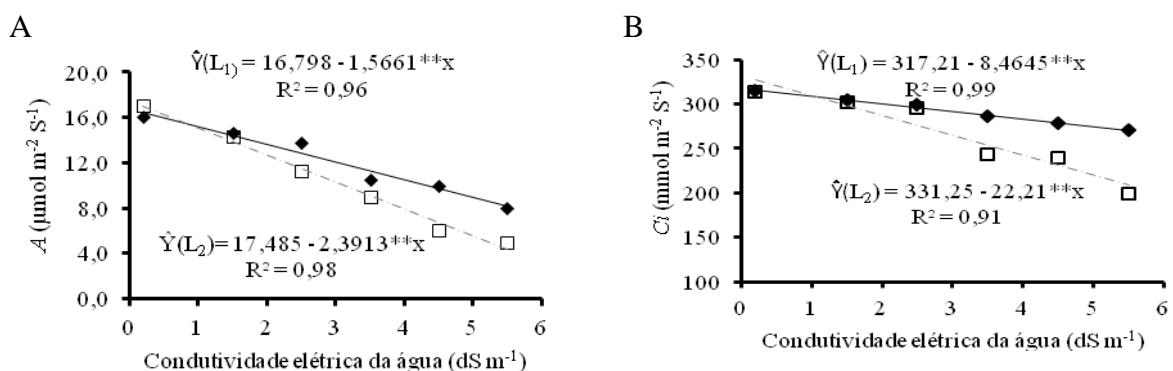 A
Ŷ(L₁) = 16,798 - 1,5661**x
R² = 0,96
20,0
16,0
12,0
8,0
4,0
0,0
A (µmol m⁻² S⁻¹)
Ŷ(L₂)= 17,485 - 2,3913**x
R² = 0,98
0 1 2 3 4 5 6
Condutividade elétrica da água (dS m⁻¹)
B
Ŷ(L₁) = 317,21 - 8,4645**x
R² = 0,99
350
300
250
200
150
100
Ci (mmol m⁻² S⁻¹)
Ŷ(L₂) = 331,25 - 22,21 **x
R² = 0,91
0 1 2 3 4 5 6
Condutividade elétrica da água (dS m⁻¹)